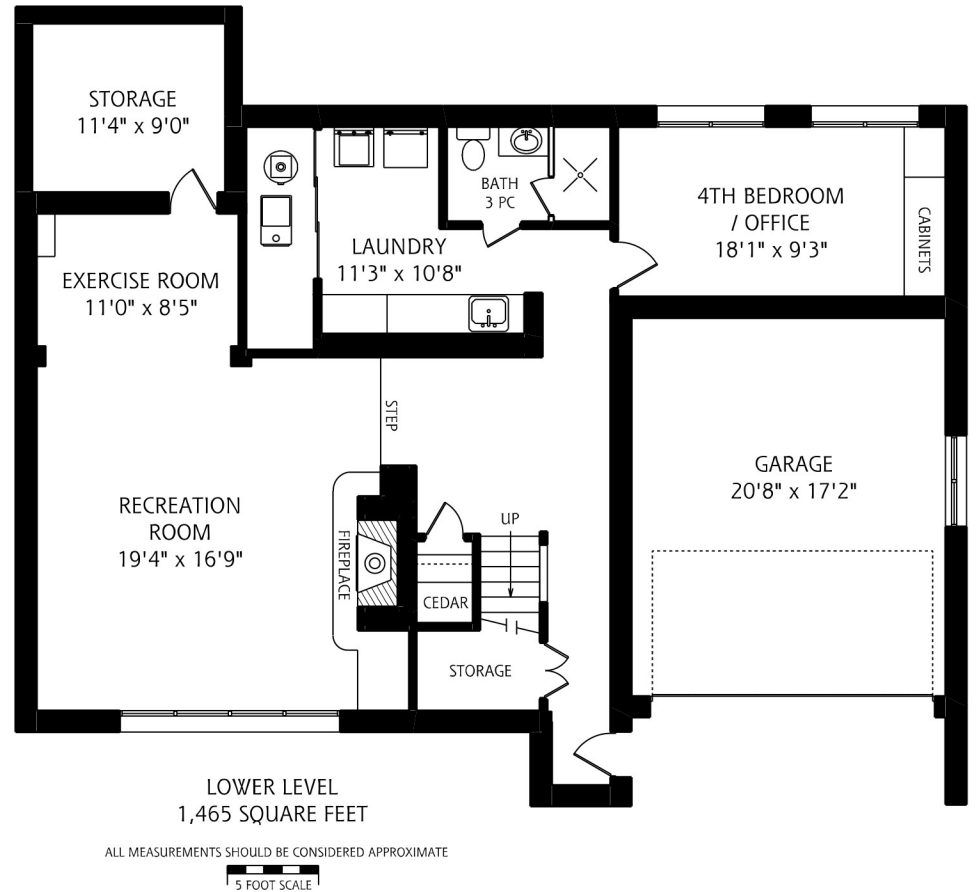 STORAGE
11'4" x 9'0"
BATH
3 PC
4TH BEDROOM
/ OFFICE
18'1" x 9'3"
CABINETS
LAUNDRY
11'3" x 10'8"
EXERCISE ROOM
11'0" x 8'5"
STEP
GARAGE
20'8" x 17'2"
RECREATION
ROOM
19'4" x 16'9"
FIREPLACE
UP
CEDAR
STORAGE
LOWER LEVEL
1,465 SQUARE FEET
ALL MEASUREMENTS SHOULD BE CONSIDERED APPROXIMATE
5 FOOT SCALE